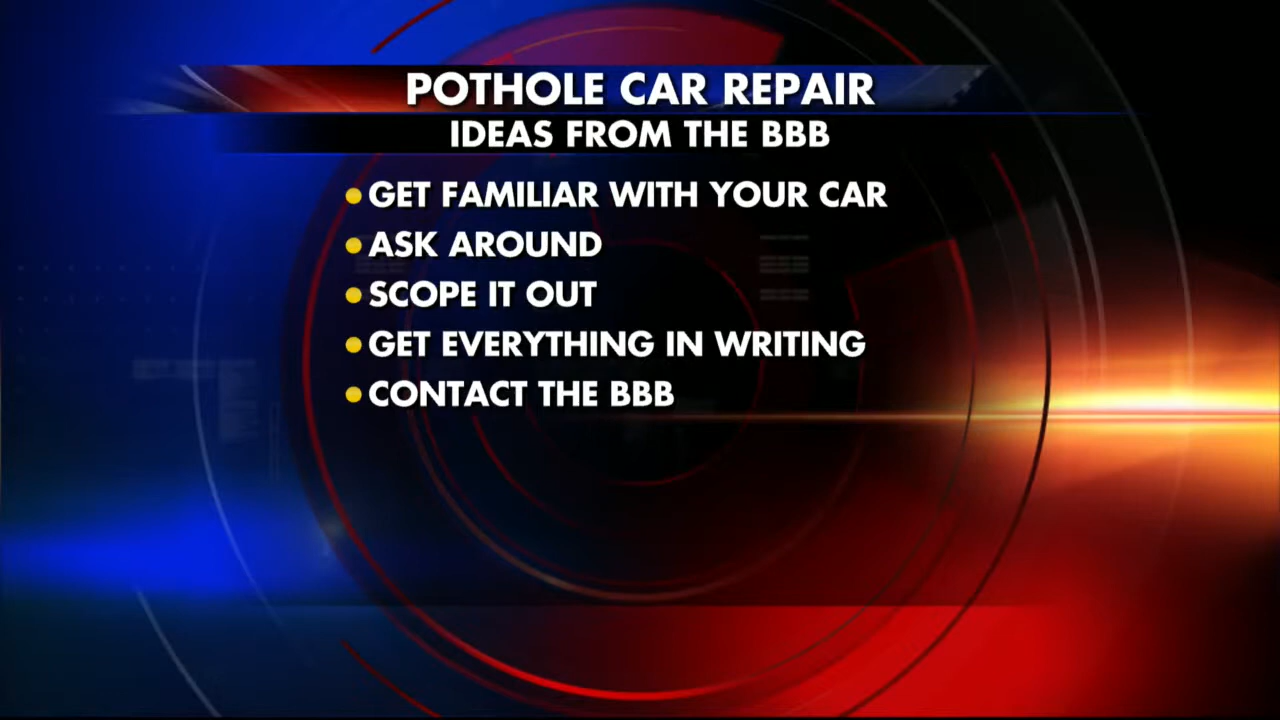 POTHOLE CAR REPAIR
IDEAS FROM THE BBB
GET FAMILIAR WITH YOUR CAR
ASK AROUND
SCOPE IT OUT
GET EVERYTHING IN WRITING
CONTACT THE BBB